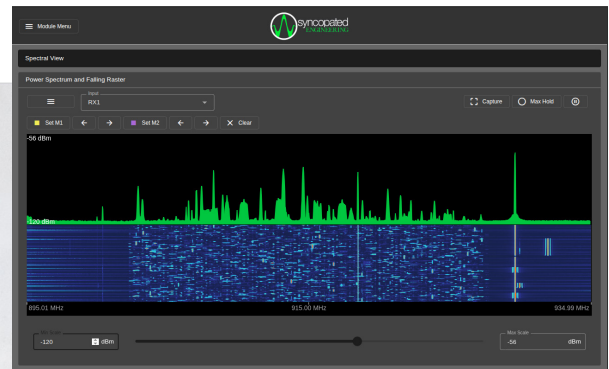 Module Menu
syncopated
ENGINEERING
Spectral View
Power Spectrum and Falling Raster
Input
RX1
Capture
Max Hold
Set M1
Set M2
Clear
-56 dBm
-120 dBm
895.01 MHz
915.00 MHz
934.99 MHz
-120
dBm
Max Scale
-56
dBm